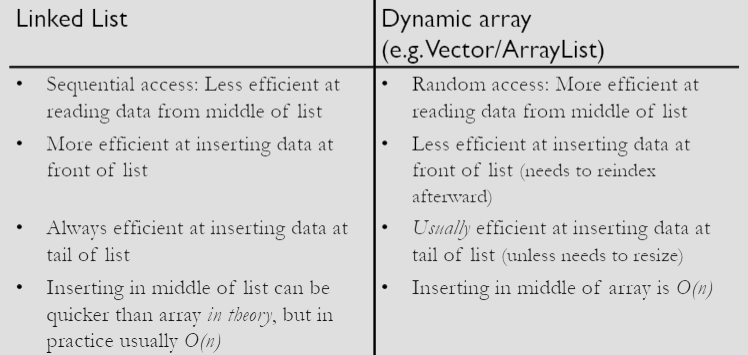 Linked List
Sequential access: Less efficient at
reading data from middle of list
More efficient at inserting data at
front of list
Always efficient at inserting data at
tail of list
Inserting in middle of list can be
quicker than array in theory, but in
practice usually O(n)
Dynamic array
(e.g. Vector/ArrayList)
Random access: More efficient at
reading data from middle of list
Less efficient at inserting data at
front of list (needs to reindex
afterward)
Usually efficient at inserting data at
tail of list (unless needs to resize)
Inserting in middle of array is O(n)